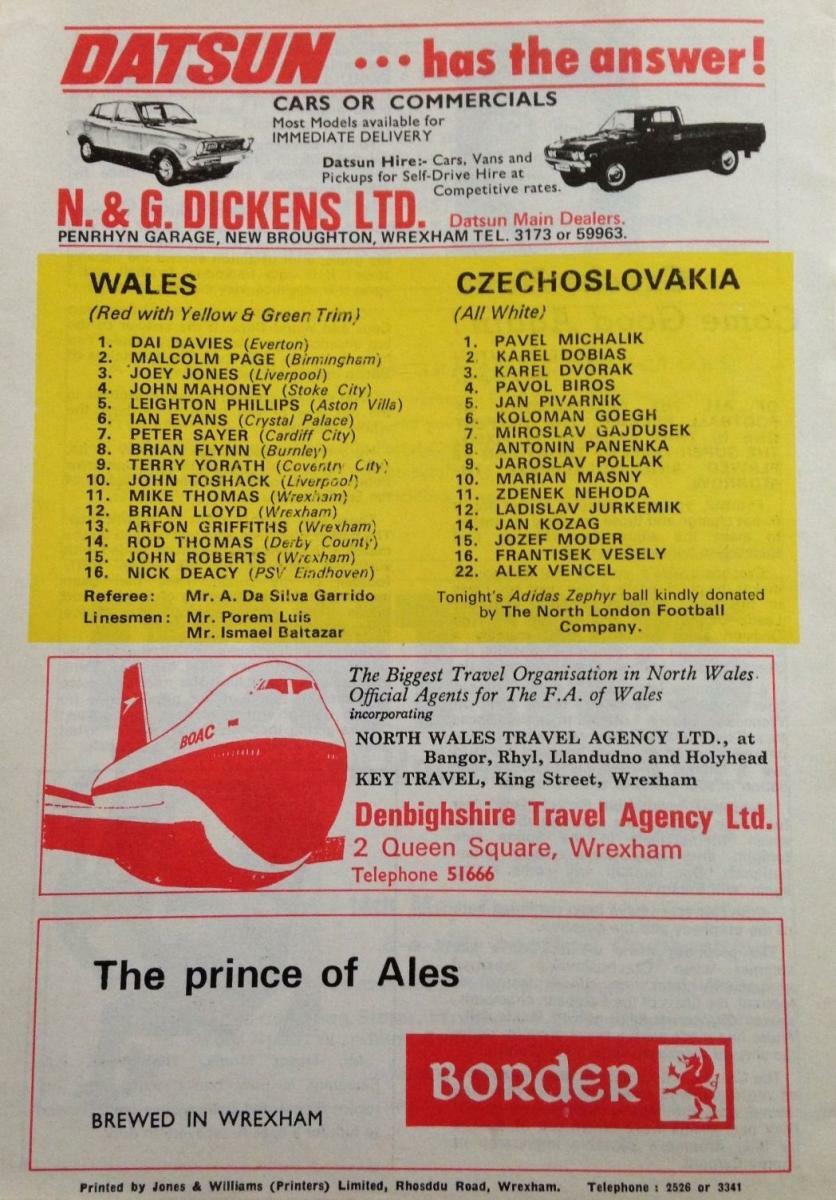 DATSUN ... has the answer!
CARS OR COMMERCIALS
Most Models available for
IMMEDIATE DELIVERY
Datsun Hire:- Cars, Vans and
Pickups for Self-Drive Hire at
Competitive rates.
N. & G. DICKENS LTD. Datsun Main Dealers.
PENRHYN GARAGE, NEW BROUGHTON, WREXHAM TEL. 3173 or 59963.
WALES
(Red with Yellow & Green Trim)
1. DAI DAVIES (Everton)
2. MALCOLM PAGE (Birmingham)
3. JOEY JONES (Liverpool)
4. JOHN MAHONEY (Stoke City)
5. LEIGHTON PHILLIPS (Aston Villa)
6. IAN EVANS (Crystal Palace)
7. PETER SAYER (Cardiff City)
8. BRIAN FLYNN (Burnley)
9. TERRY YORATH (Coventry City)
10. JOHN TOSHACK (Liverpool)
11. MIKE THOMAS (Wrexham)
12. BRIAN LLOYD (Wrexham)
13. ARFON GRIFFITHS (Wrexham)
14. ROD THOMAS (Derby County)
15. JOHN ROBERTS (Wrexham)
16. NICK DEACY (PSV Eindhoven)
Referee: Mr. A. Da Silva Garrido
Linesmen: Mr. Porem Luis
Mr. Ismael Baltazar
CZECHOSLOVAKIA
(All White)
1. PAVEL MICHALIK
2. KAREL DOBIAS
3. KAREL DVORAK
4. PAVOL BIROS
5. JAN PIVARNIK
6. KOLOMAN GOEGH
7. MIROSLAV GAJDUSEK
8. ANTONIN PANENKA
9. JAROSLAV POLLAK
10. MARIAN MASNY
11. ZDENEK NEHODA
12. LADISLAV JURKEMIK
14. JAN KOZAG
15. JOZEF MODER
16. FRANTISEK VESELY
22. ALEX VENCEL
Tonight's Adidas Zephyr ball kindly donated
by The North London Football
Company.
BOAC
The Biggest Travel Organisation in North Wales.
Official Agents for The F.A. of Wales
incorporating
NORTH WALES TRAVEL AGENCY LTD., at
Bangor, Rhyl, Llandudno and Holyhead
KEY TRAVEL, King Street, Wrexham
Denbighshire Travel Agency Ltd.
2 Queen Square, Wrexham
Telephone 51666
The prince of Ales
BORDER
BREWED IN WREXHAM
Printed by Jones & Williams (Printers) Limited, Rhosddu Road, Wrexham. Telephone : 2526 or 3341